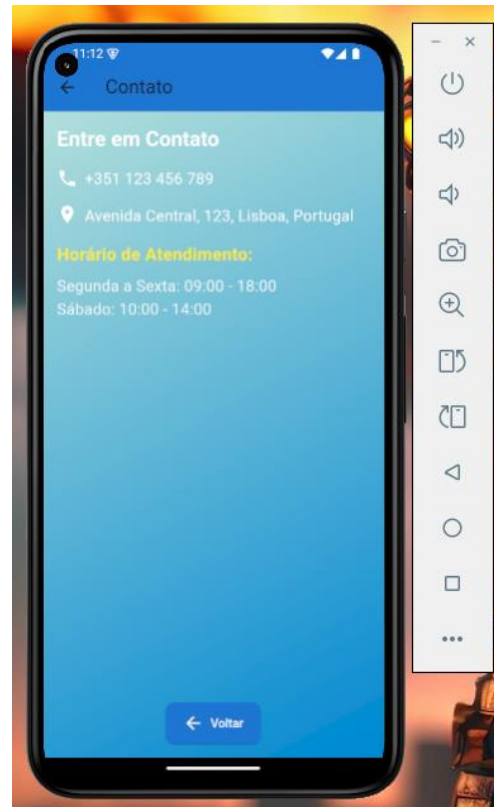 11:12
Contato
Entre em Contato
+351 123 456 789
Avenida Central, 123, Lisboa, Portugal
Horário de Atendimento:
Segunda a Sexta: 09:00 - 18:00
Sábado: 10:00 - 14:00
Voltar